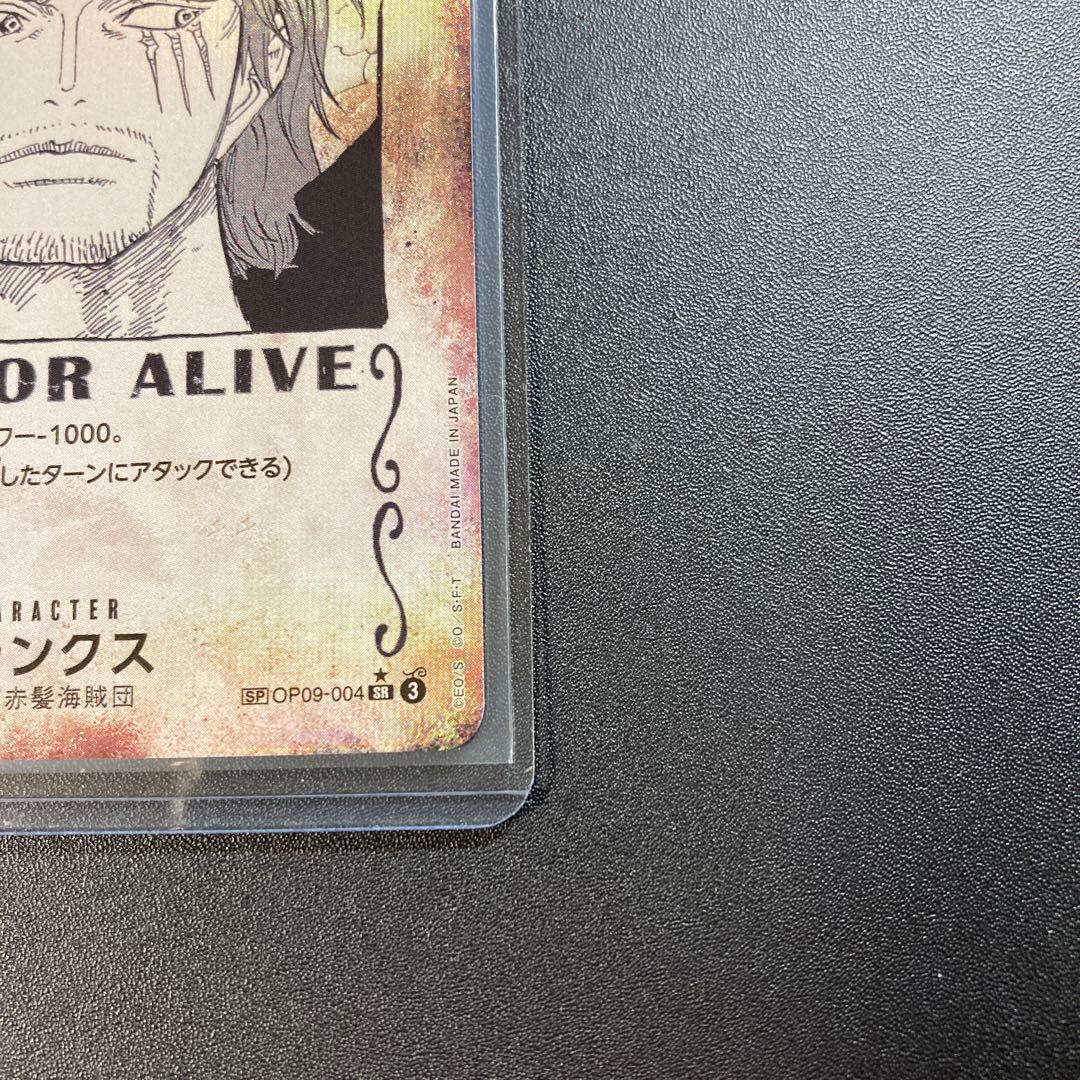 OR ALIVE
ワー-1000。
したターンにアタックできる)
BANDAI MADE IN JAPAN
©EO/S ©O/ S·F·T
RACTER
ンクス
赤髪海賊団
SP OP09-004 SR 3